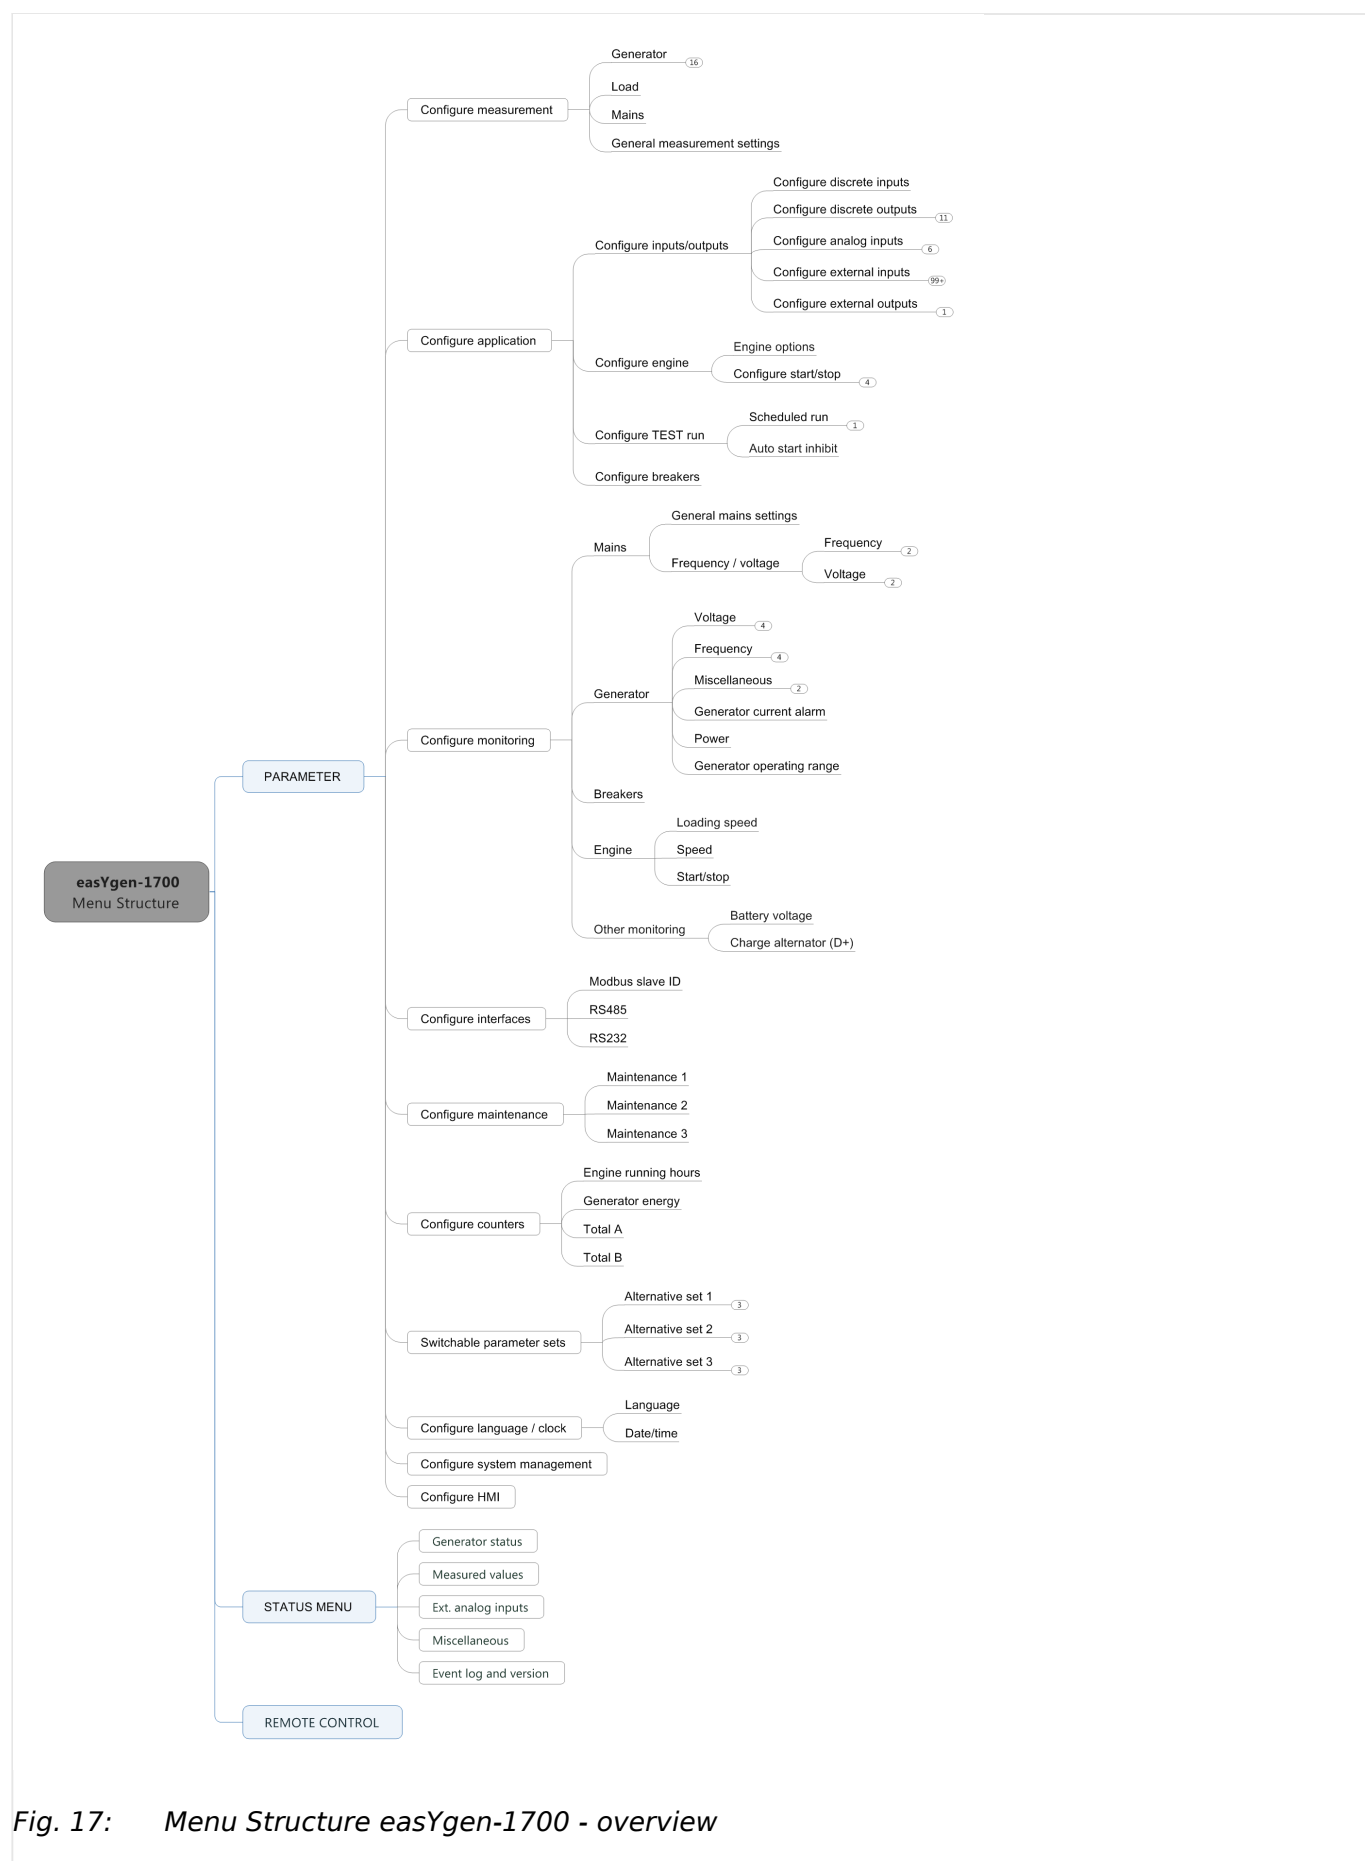 Generator
16
Load
Configure measurement
Mains
General measurement settings
Configure discrete inputs
Configure discrete outputs
11
Configure inputs/outputs
Configure analog inputs
6
Configure external inputs
99+
Configure external outputs
1
Configure application
Engine options
Configure engine
Configure start/stop
4
Scheduled run
1
Configure TEST run
Auto start inhibit
Configure breakers
General mains settings
Mains
Frequency
2
Frequency / voltage
Voltage
2
Voltage
4
Frequency
4
Miscellaneous
2
Generator
Generator current alarm
Configure monitoring
Power
Generator operating range
PARAMETER
Breakers
Loading speed
Engine
Speed
Start/stop
easYgen-1700
Menu Structure
Battery voltage
Other monitoring
Charge alternator (D+)
Modbus slave ID
Configure interfaces
RS485
RS232
Maintenance 1
Configure maintenance
Maintenance 2
Maintenance 3
Engine running hours
Generator energy
Configure counters
Total A
Total B
Alternative set 1
3
Switchable parameter sets
Alternative set 2
3
Alternative set 3
3
Language
Configure language / clock
Date/time
Configure system management
Configure HMI
Generator status
Measured values
STATUS MENU
Ext. analog inputs
Miscellaneous
Event log and version
REMOTE CONTROL
Fig. 17: Menu Structure easYgen-1700 - overview